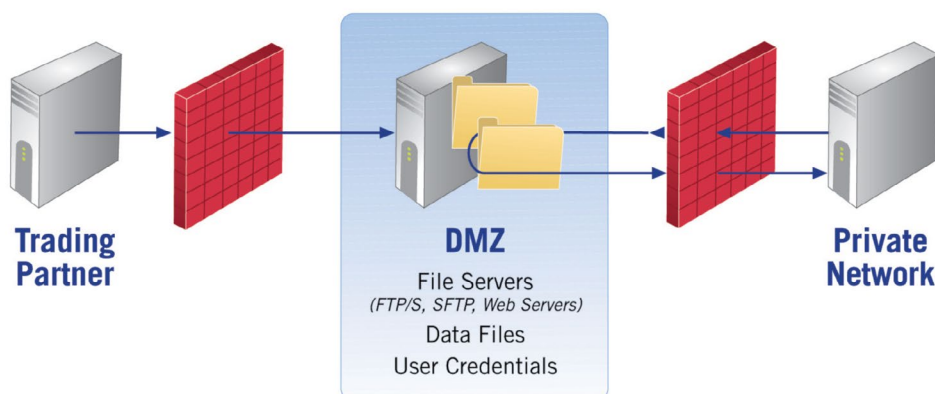 Trading
Partner
DMZ
File Servers
(FTP/S, SFTP, Web Servers)
Data Files
User Credentials
Private
Network